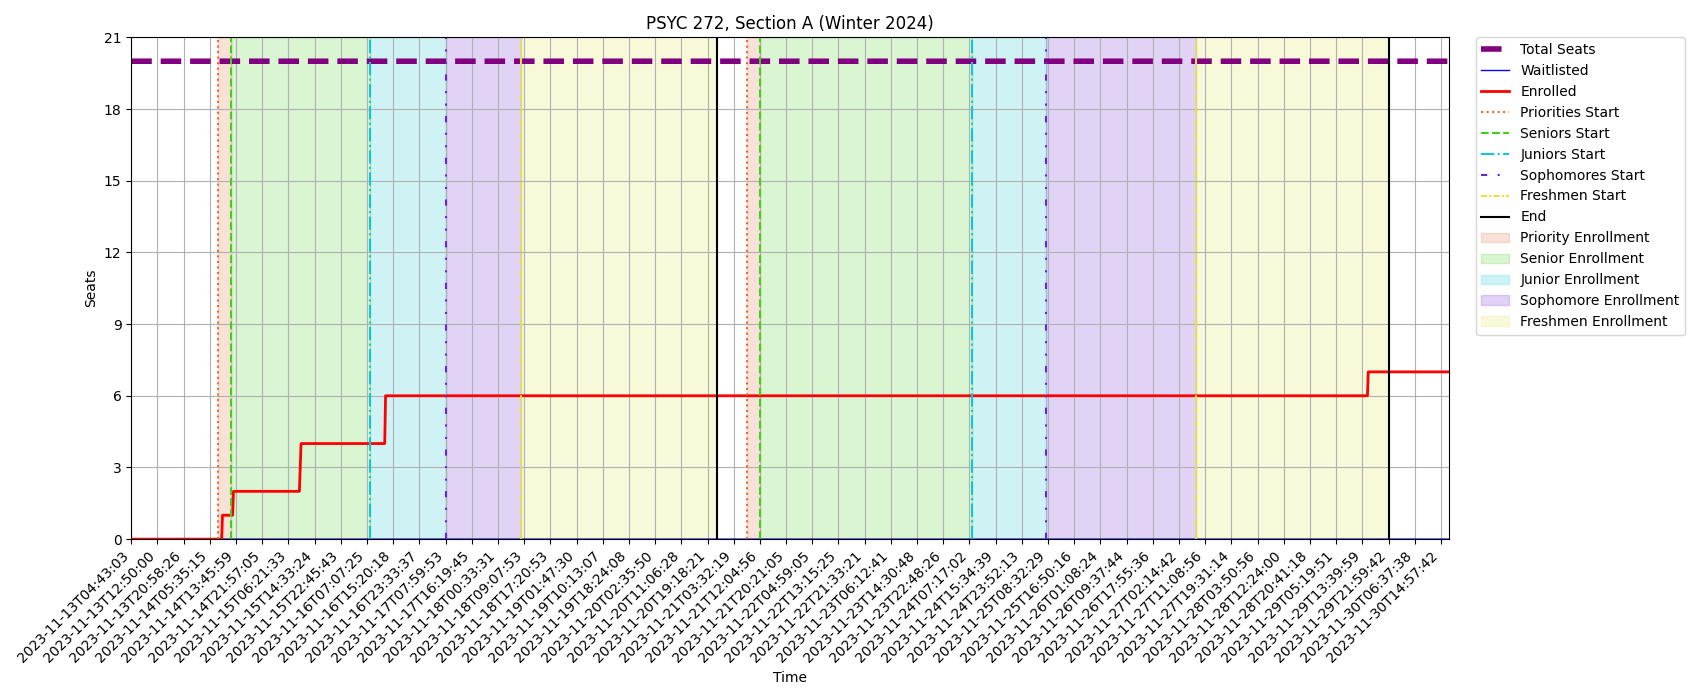 PSYC 272, Section A (Winter 2024)
21
18
15
12
9
6
3
0
Seats
2023-11-13T04:43:03
2023-11-13T12:50:00
2023-11-13T20:58:26
2023-11-14T05:35:15
2023-11-14T13:45:59
2023-11-14T21:57:05
2023-11-15T06:21:33
2023-11-15T14:33:24
2023-11-15T22:45:43
2023-11-16T07:07:25
2023-11-16T15:20:18
2023-11-16T23:33:37
2023-11-17T07:59:53
2023-11-17T16:19:45
2023-11-18T00:33:31
2023-11-18T09:07:53
2023-11-18T17:20:53
2023-11-19T01:47:30
2023-11-19T10:13:07
2023-11-19T18:24:08
2023-11-20T02:35:50
2023-11-20T11:06:28
2023-11-20T19:18:21
2023-11-21T03:32:19
2023-11-21T12:04:56
2023-11-21T20:21:05
2023-11-22T04:59:05
2023-11-22T13:15:25
2023-11-22T21:33:21
2023-11-23T06:12:41
2023-11-23T14:30:48
2023-11-23T22:48:26
2023-11-24T07:17:02
2023-11-24T15:34:39
2023-11-24T23:52:13
2023-11-25T08:32:29
2023-11-25T16:50:16
2023-11-26T01:08:24
2023-11-26T09:37:44
2023-11-26T17:55:36
2023-11-27T02:14:42
2023-11-27T11:08:56
2023-11-27T19:31:14
2023-11-28T03:50:56
2023-11-28T12:24:00
2023-11-28T20:41:18
2023-11-29T05:19:51
2023-11-29T13:39:59
2023-11-29T21:59:42
2023-11-30T06:37:38
2023-11-30T14:57:42
Time
Total Seats
Waitlisted
Enrolled
Priorities Start
Seniors Start
Juniors Start
Sophomores Start
Freshmen Start
End
Priority Enrollment
Senior Enrollment
Junior Enrollment
Sophomore Enrollment
Freshmen Enrollment